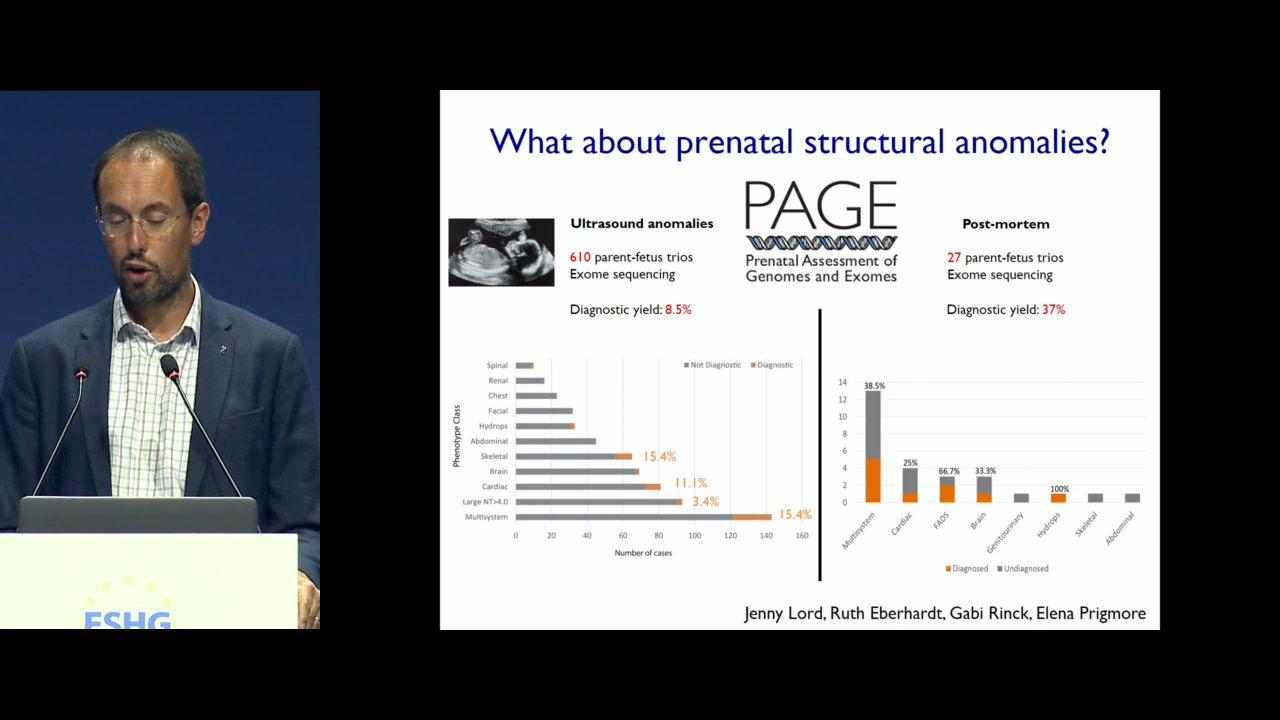 What about prenatal structural anomalies?
Ultrasound anomalies
610 parent-fetus trios
Exome sequencing
Diagnostic yield: 8.5%
PAGE
Prenatal Assessment of
Genomes and Exomes
Post-mortem
27 parent-fetus trios
Exome sequencing
Diagnostic yield: 37%
Not Diagnostic Diagnostic
Phenotype Class
Spinal
Renal
Chest
Facial
Hydrops
Abdominal
Skeletal 15.4%
Brain
Cardiac 11.1%
Large NT>4.0 3.4%
Multisystem 15.4%
0 20 40 60 80 100 120 140 160
Number of cases
14
12
10
8
6
4
2
0
38.5% 25% 66.7% 33.3% 100%
Multisystem Cardiac FADS Brain Genitourinary Hydrops Skeletal Abdominal
Diagnosed Undiagnosed
Jenny Lord, Ruth Eberhardt, Gabi Rinck, Elena Prigmore
ESHG